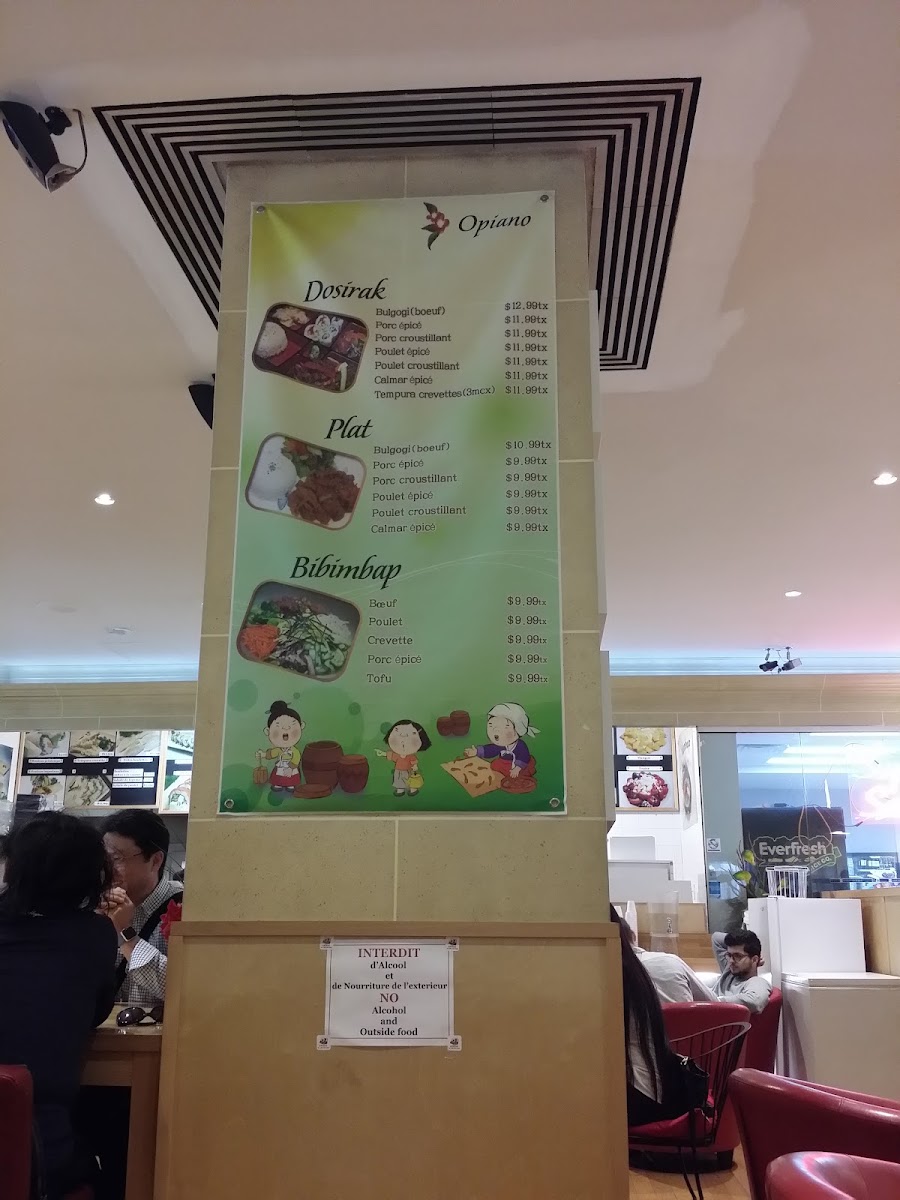 Opiano
Dosirak
Bulgogi(boeuf) $12,99tx
Porc épicé $11,99tx
Porc croustillant $11,99tx
Poulet épicé $11,99tx
Poulet croustillant $11,99tx
Calmar épicé $11,99tx
Tempura crevettes(3mcx) $11,99tx
Plat
Bulgogi(boeuf) $10,99tx
Porc épicé $9,99tx
Porc croustillant $9,99tx
Poulet épicé $9,99tx
Poulet croustillant $9,99tx
Calmar épicé $9,99tx
Bibimbap
Bœuf $9,99tx
Poulet $9,99tx
Crevette $9,99tx
Porc épicé $9,99tx
Tofu $9,99tx
Everfresh
INTERDIT
d'Alcool
et
de Nourriture de l'exterieur
NO
Alcohol
and
Outside food